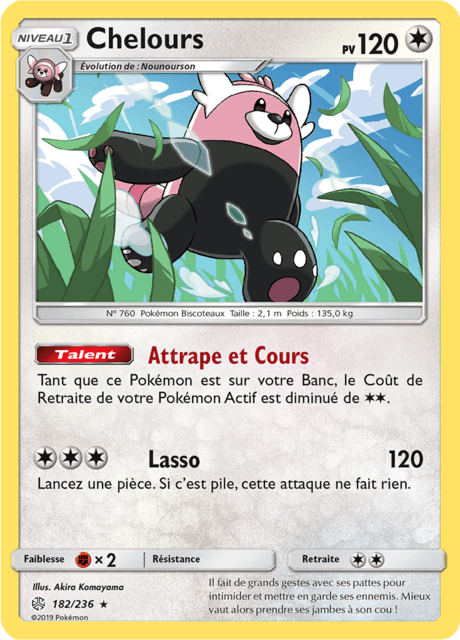 NIVEAU 1
Chelours
PV 120
Évolution de : Nounourson
N° 760 Pokémon Biscoteaux Taille : 2,1 m Poids : 135,0 kg
Talent Attrape et Cours
Tant que ce Pokémon est sur votre Banc, le Coût de
Retraite de votre Pokémon Actif est diminué de
Lasso 120
Lancez une pièce. Si c'est pile, cette attaque ne fait rien.
Faiblesse ×2 Résistance Retraite
Illus. Akira Komayama
182/236 ★
©2019 Pokémon
Il fait de grands gestes avec ses pattes pour
intimider et mettre en garde ses ennemis. Mieux
vaut alors prendre ses jambes à son cou !